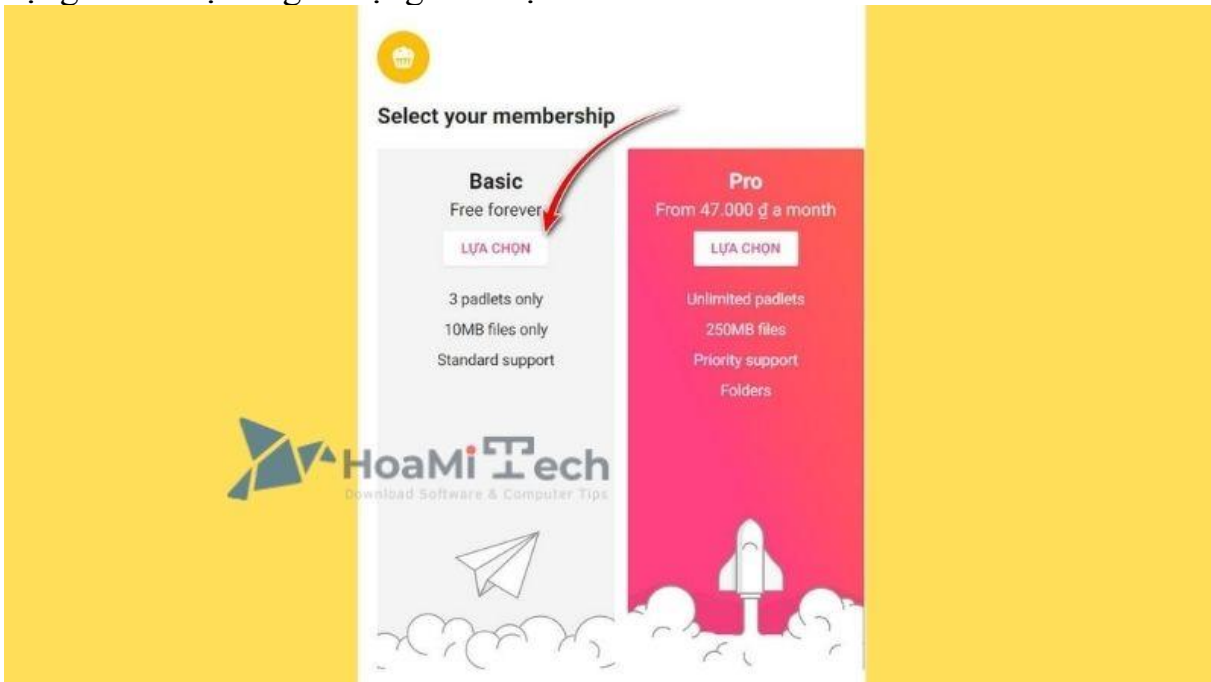 Select your membership
Basic
Free forever
LỰA CHỌN
3 padlets only
10MB files only
Standard support
Pro
From 47.000 ₫ a month
LỰA CHỌN
Unlimited padlets
250MB files
Priority support
Folders
HoaMi Tech
Download Software & Computer Tips